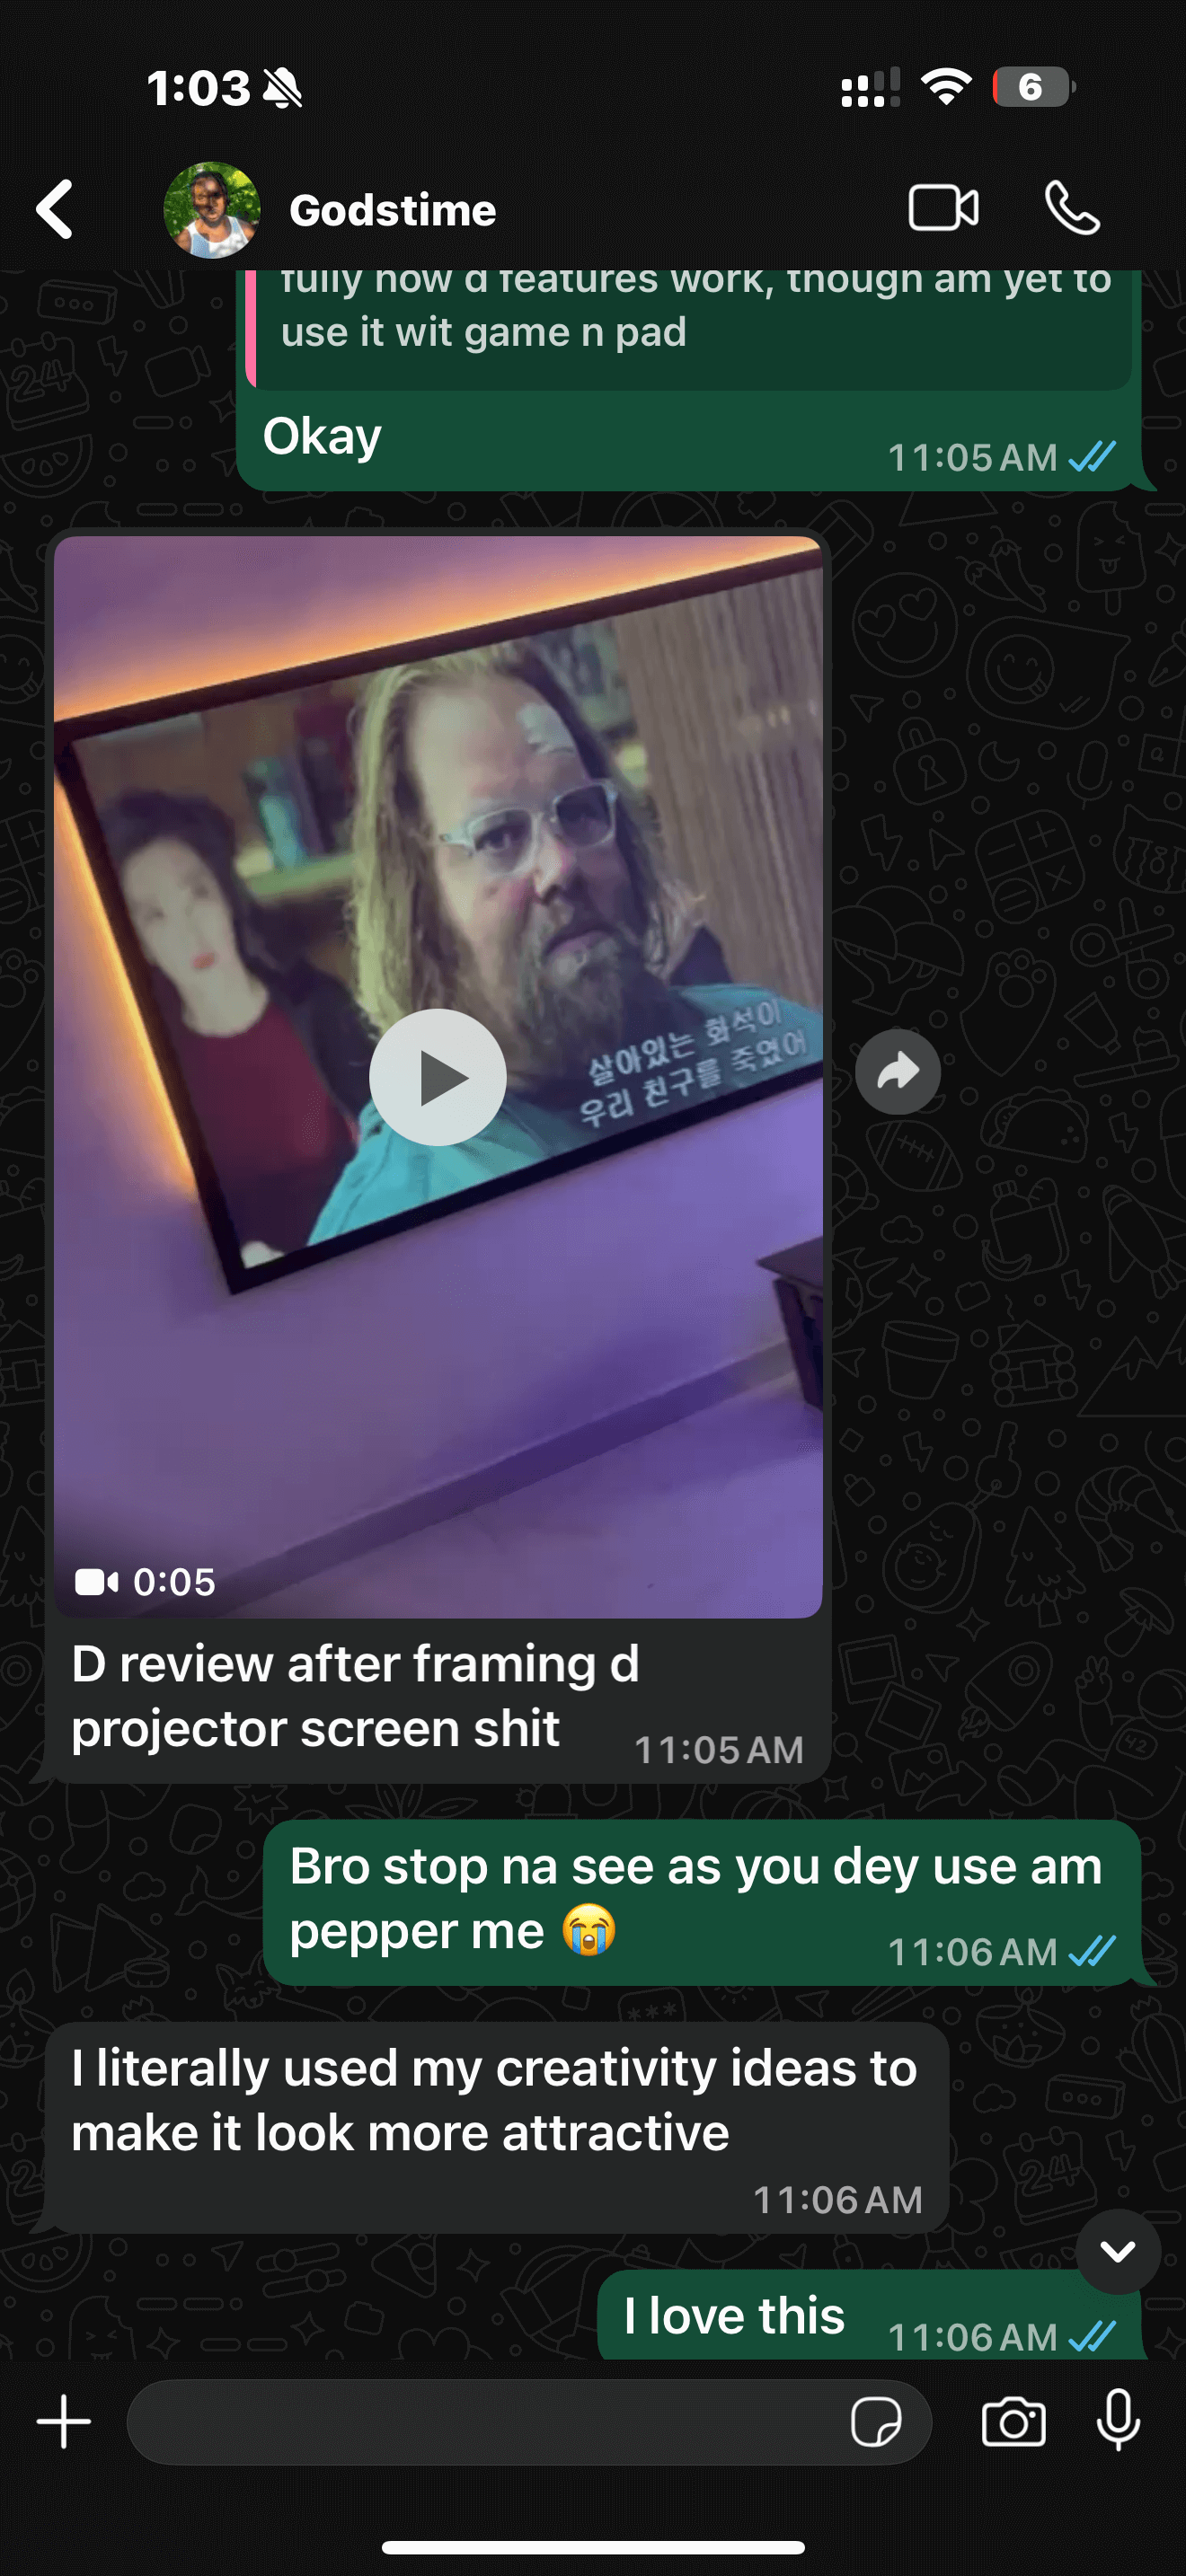 1:03
6
Godstime
fully how d features work, though am yet to
use it wit game n pad
Okay
11:05 AM
살아있는 화석이
우리 친구를 죽였어
0:05
D review after framing d
projector screen shit
11:05 AM
Bro stop na see as you dey use am
pepper me 😭
11:06 AM
I literally used my creativity ideas to
make it look more attractive
11:06 AM
I love this
11:06 AM